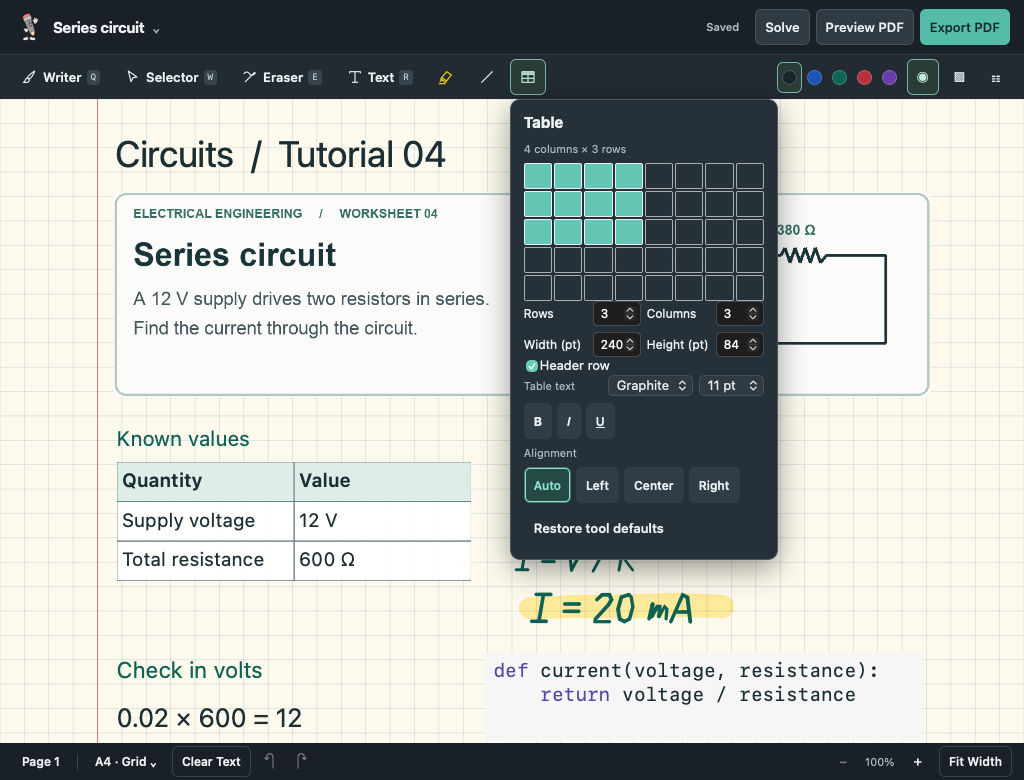 Series circuit
Saved
Solve
Preview PDF
Export PDF
Writer Q
Selector W
Eraser E
Text R
Circuits / Tutorial 04
ELECTRICAL ENGINEERING / WORKSHEET 04
Series circuit
A 12 V supply drives two resistors in series.
Find the current through the circuit.
380 Ω
Table
4 columns × 3 rows
Rows 3 Columns 3
Width (pt) 240 Height (pt) 84
Header row
Table text Graphite 11 pt
B I U
Alignment
Auto Left Center Right
Restore tool defaults
Known values
Quantity Value
Supply voltage 12 V
Total resistance 600 Ω
I = V / R
I = 20 mA
Check in volts
0.02 × 600 = 12
def current(voltage, resistance):
return voltage / resistance
Page 1
A4 · Grid
Clear Text
− 100% +
Fit Width